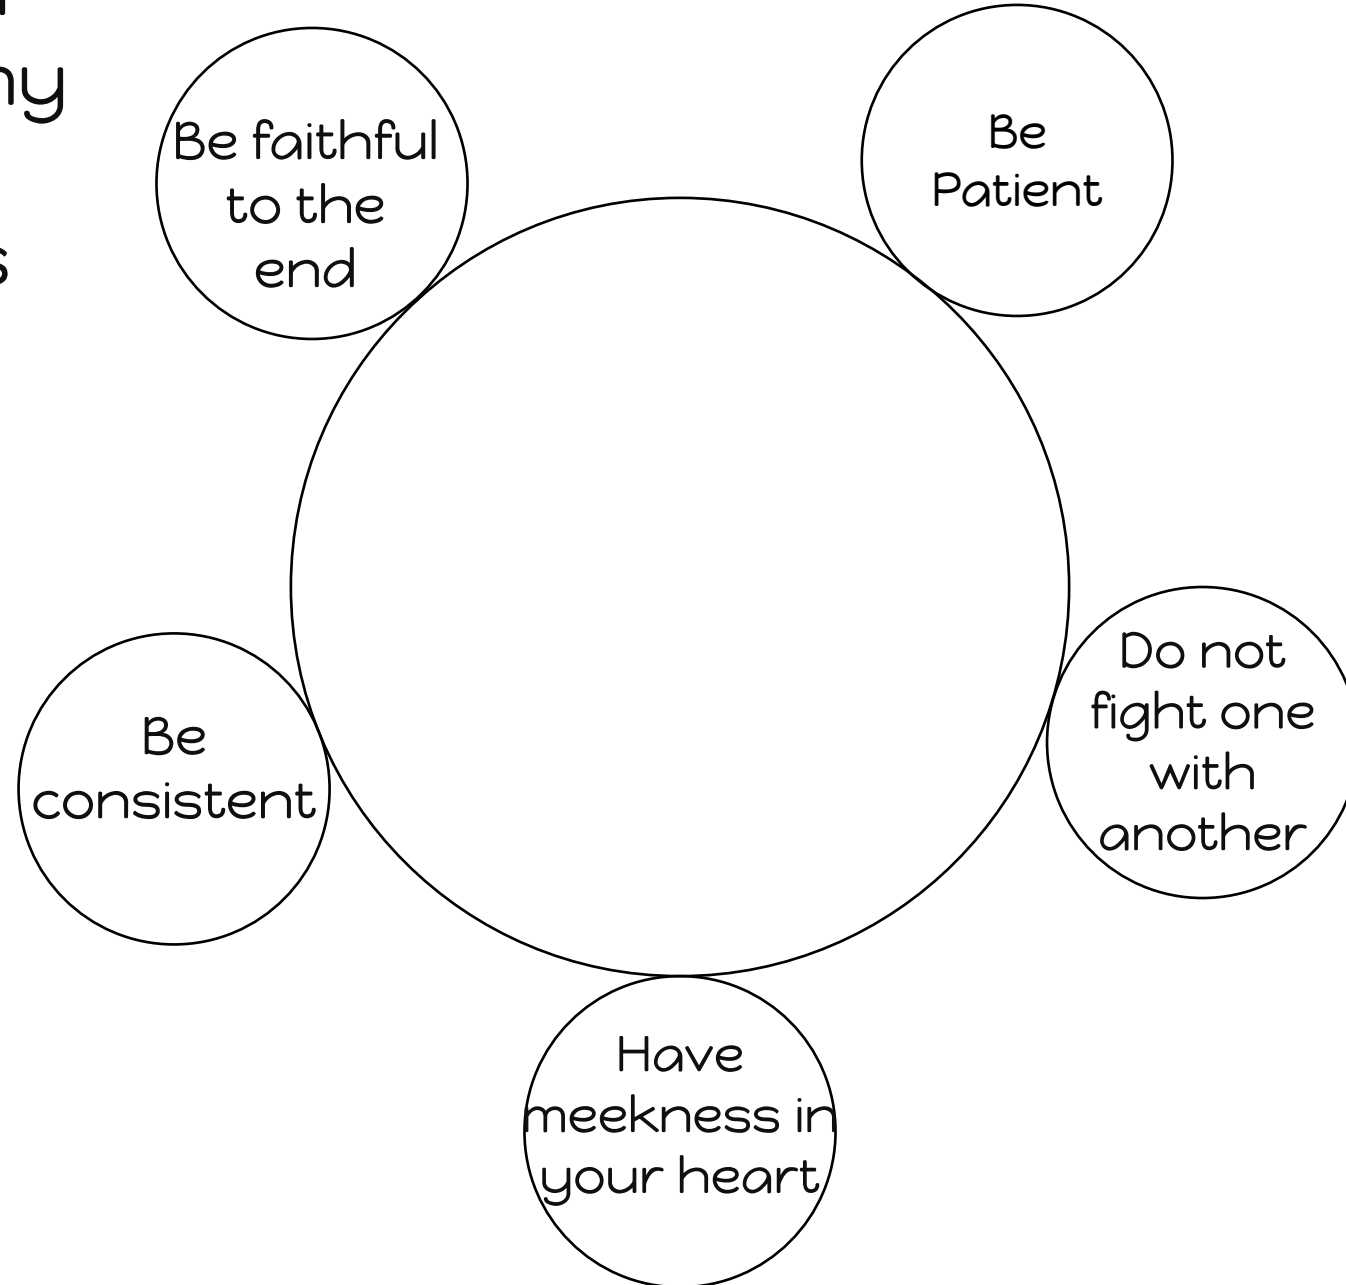 Be faithful
to the
end
Be
Patient
Do not
fight one
with
another
Be
consistent
Have
meekness in
your heart